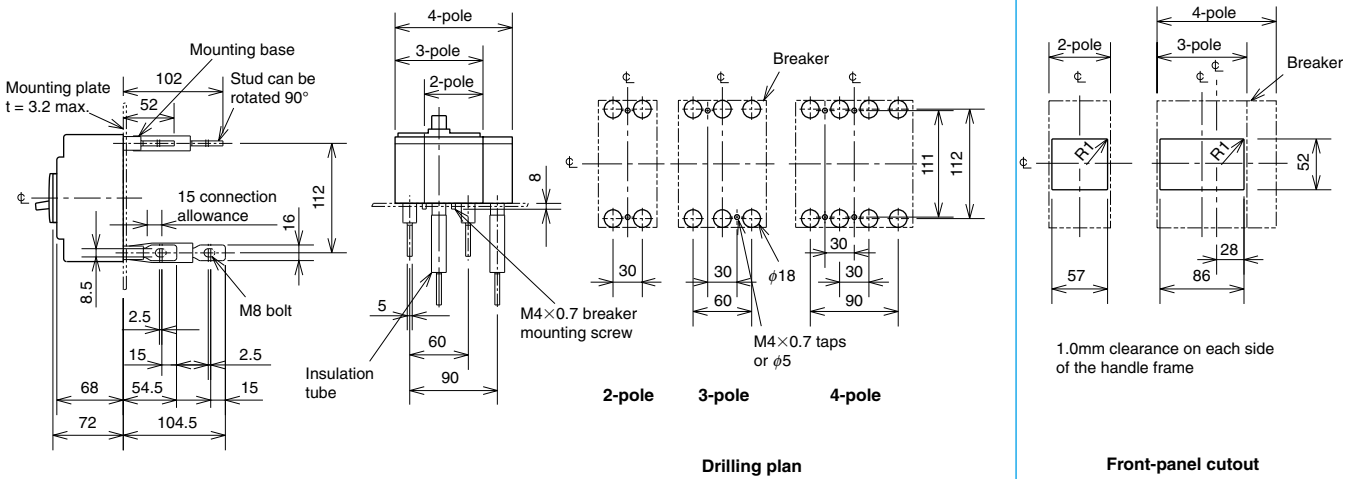 Mounting base
Mounting plate
t = 3.2 max.
102
52
Stud can be
rotated 90°
℄
15 connection
allowance
112
16
8.5
M8 bolt
2.5
15
2.5
68
54.5
15
72
104.5
4-pole
3-pole
2-pole
8
5
60
90
Insulation
tube
M4×0.7 breaker
mounting screw
Breaker
℄
℄
℄
℄
111
112
30
30
60
30
30
90
φ18
M4×0.7 taps
or φ5
2-pole
3-pole
4-pole
Drilling plan
4-pole
2-pole
3-pole
℄
℄
℄
Breaker
℄
R1
R1
52
28
57
86
1.0mm clearance on each side
of the handle frame
Front-panel cutout